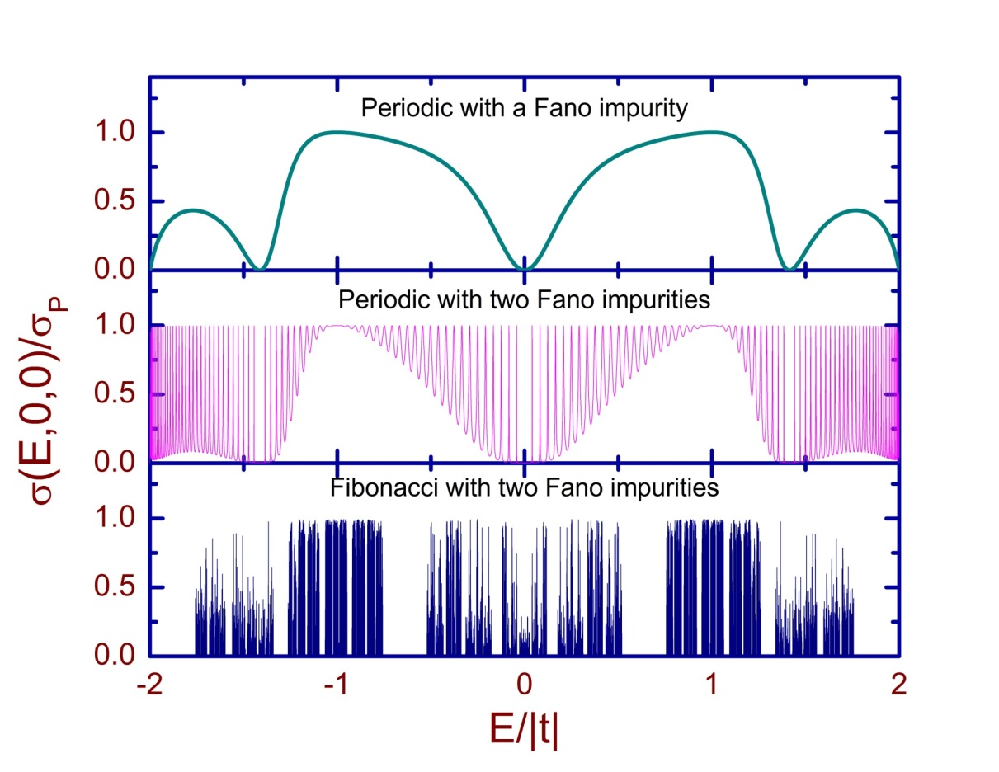 Periodic with a Fano impurity
1.0
0.5
0.0
Periodic with two Fano impurities
1.0
0.5
0.0
Fibonacci with two Fano impurities
1.0
0.5
0.0
σ(E,0,0)/σP
-2 -1 0 1 2
E/|t|